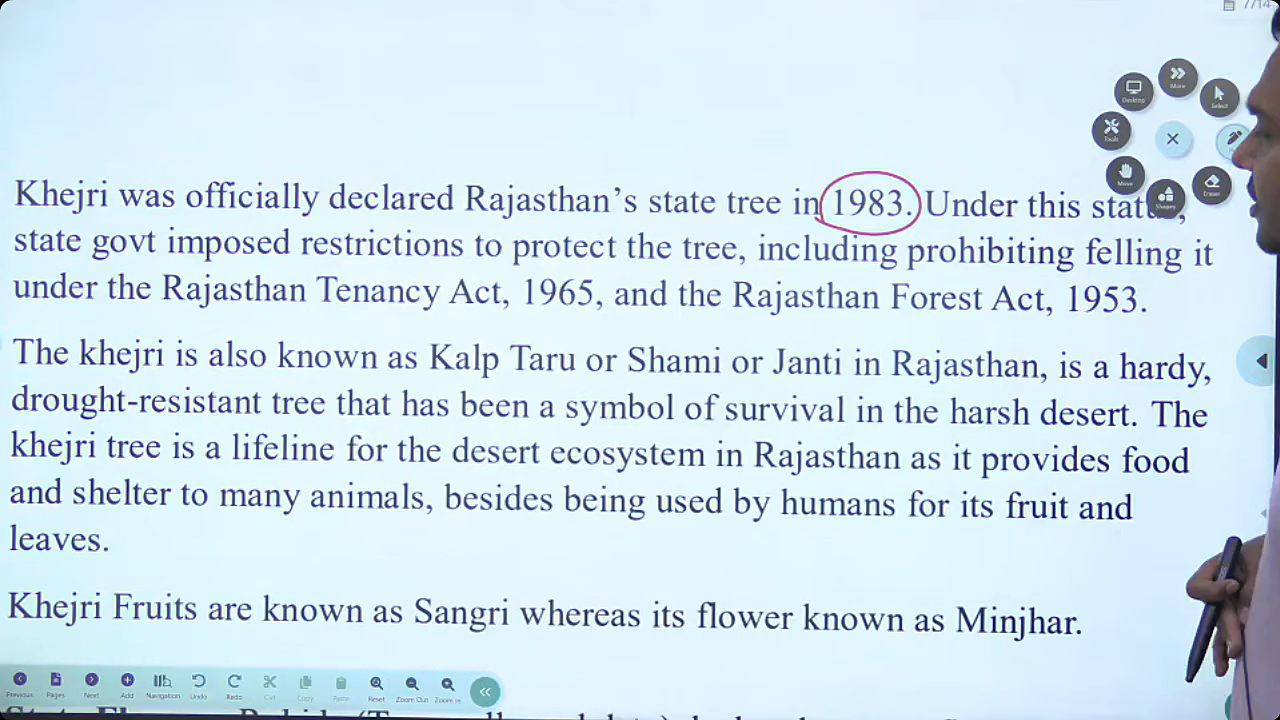 7/14
More
Desktop
Select
Tools
Move
Eraser
Shapes
Khejri was officially declared Rajasthan’s state tree in 1983. Under this status,
state govt imposed restrictions to protect the tree, including prohibiting felling it
under the Rajasthan Tenancy Act, 1965, and the Rajasthan Forest Act, 1953.
The khejri is also known as Kalp Taru or Shami or Janti in Rajasthan, is a hardy,
drought-resistant tree that has been a symbol of survival in the harsh desert. The
khejri tree is a lifeline for the desert ecosystem in Rajasthan as it provides food
and shelter to many animals, besides being used by humans for its fruit and
leaves.
Khejri Fruits are known as Sangri whereas its flower known as Minjhar.
Previous Pages Next Add Navigation Undo Redo Cut Copy Paste Reset Zoom Out Zoom In